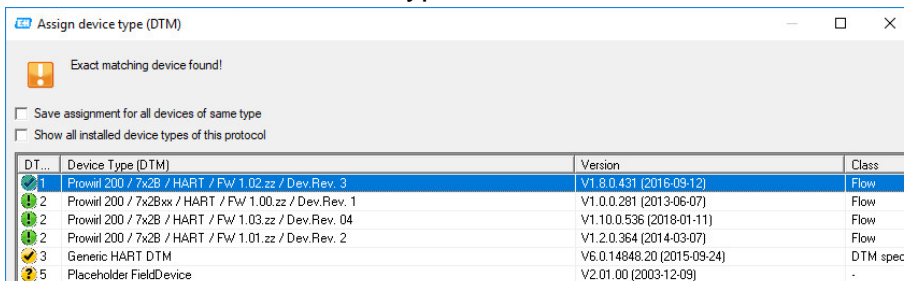 Assign device type (DTM)
Exact matching device found!
Save assignment for all devices of same type
Show all installed device types of this protocol
DT... Device Type (DTM) Version Class
1 Prowirl 200 / 7x2B / HART / FW 1.02.zz / Dev.Rev. 3 V1.8.0.431 (2016-09-12) Flow
2 Prowirl 200 / 7x2Bxx / HART / FW 1.00.zz / Dev.Rev. 1 V1.0.0.281 (2013-06-07) Flow
2 Prowirl 200 / 7x2B / HART / FW 1.03.zz / Dev.Rev. 04 V1.10.0.536 (2018-01-11) Flow
2 Prowirl 200 / 7x2B / HART / FW 1.01.zz / Dev.Rev. 2 V1.2.0.364 (2014-03-07) Flow
3 Generic HART DTM V6.0.14848.20 (2015-09-24) DTM spec
5 Placeholder FieldDevice V2.01.00 (2003-12-09) -